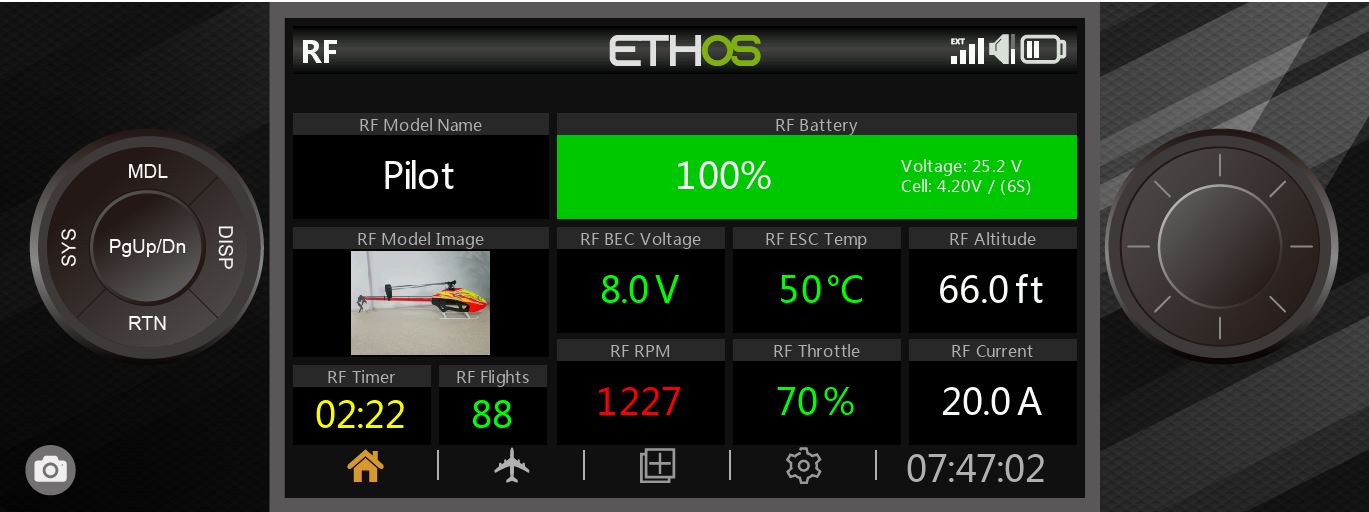 RF
ETHOS
EXT
RF Model Name
Pilot
RF Battery
100%
Voltage: 25.2 V
Cell: 4.20V / (6S)
MDL
SYS
PgUp/Dn
DISP
RTN
RF Model Image
RF BEC Voltage
8.0 V
RF ESC Temp
50 °C
RF Altitude
66.0 ft
RF RPM
1227
RF Throttle
70 %
RF Current
20.0 A
RF Timer
02:22
RF Flights
88
07:47:02